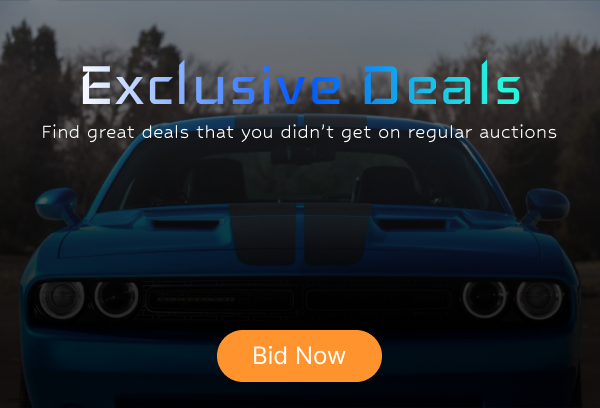 Exclusive Deals
Find great deals that you didn't get on regular auctions
Bid Now